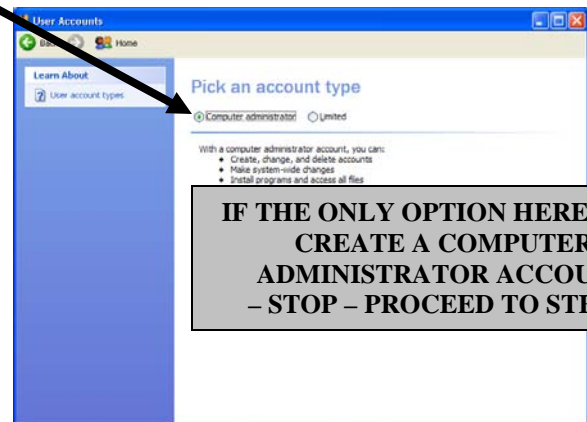 User Accounts
Back Home
Learn About
User account types
Pick an account type
Computer administrator Limited
With a computer administrator account, you can:
Create, change, and delete accounts
Make system-wide changes
Install programs and access all files
IF THE ONLY OPTION HERE
CREATE A COMPUTER
ADMINISTRATOR
– STOP – PROCEED TO